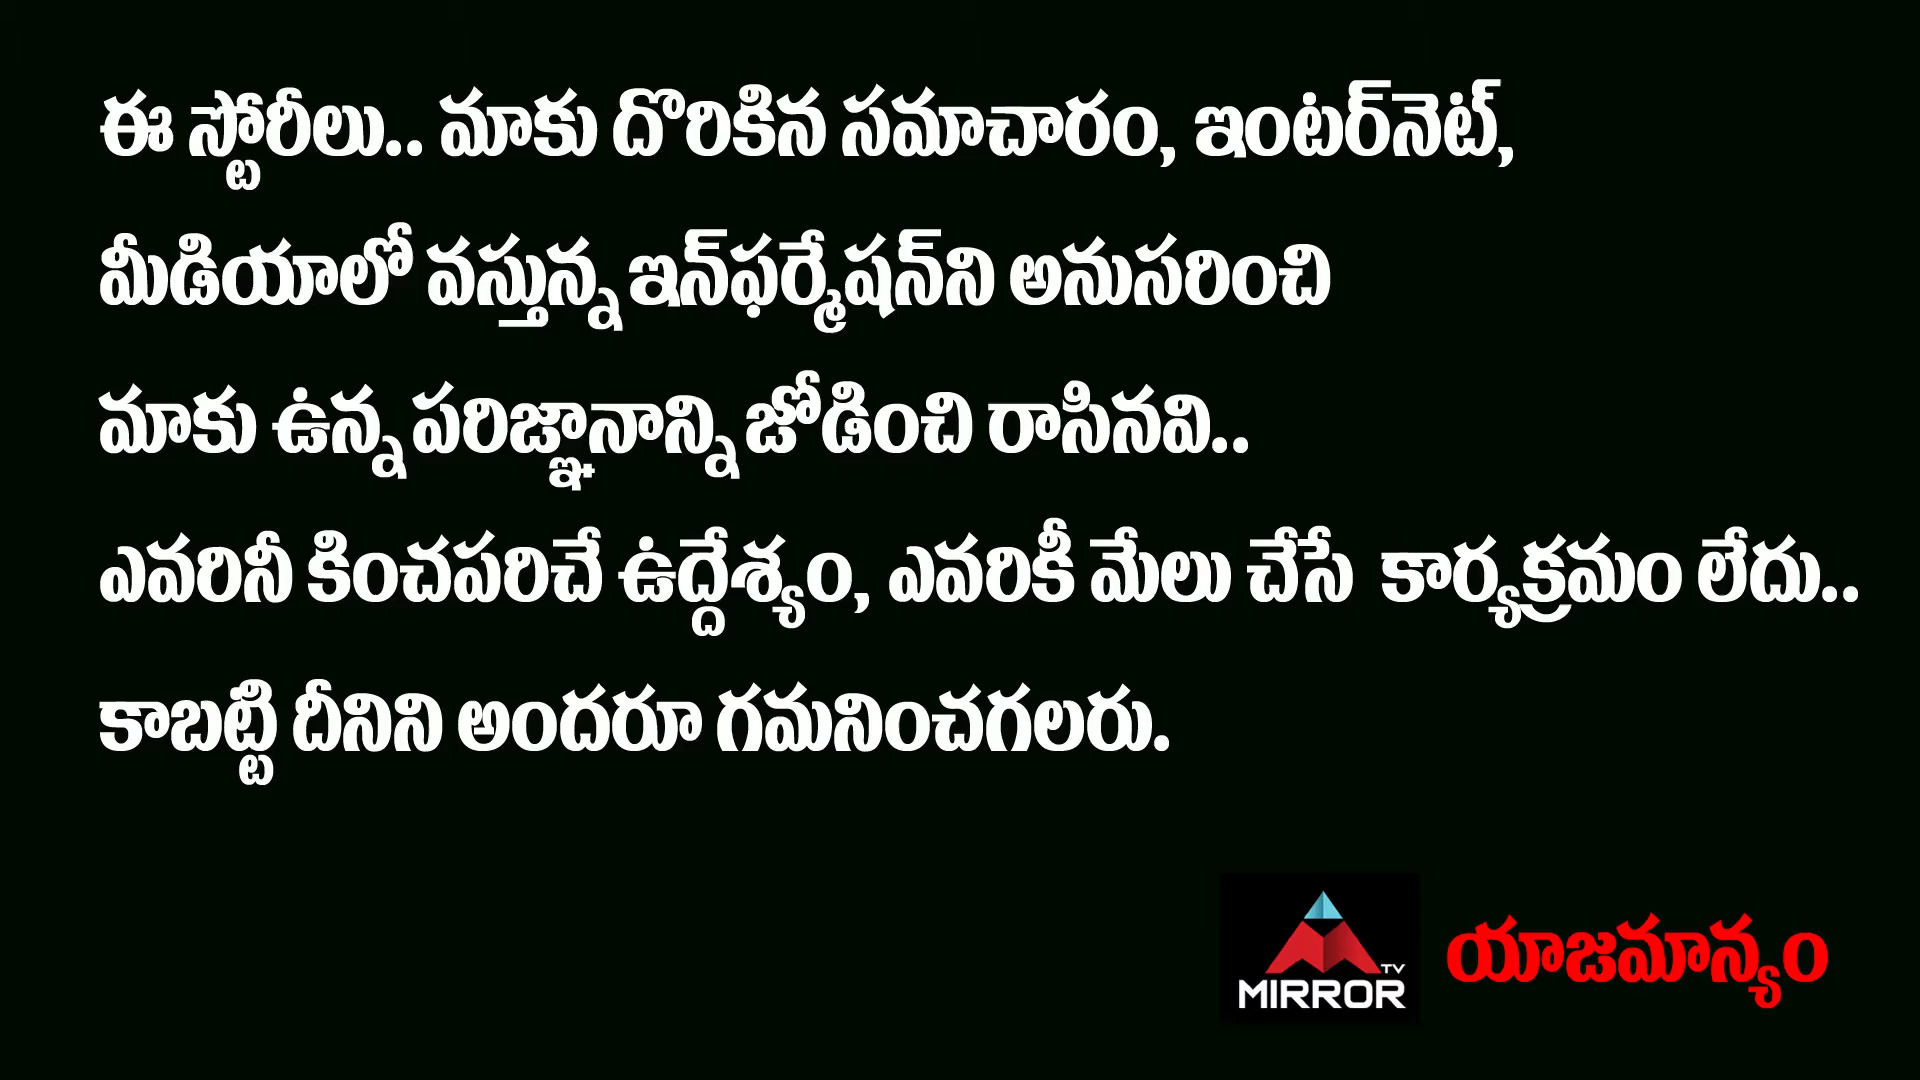 ఈ స్టోరీలు.. మాకు దొరికిన సమాచారం, ఇంటర్‌నెట్,
మీడియాలో వస్తున్న ఇన్‌ఫర్మేషన్‌ని అనుసరించి
మాకు ఉన్న పరిజ్ఞానాన్ని జోడించి రాసినవి..
ఎవరినీ కించపరిచే ఉద్దేశ్యం, ఎవరికీ మేలు చేసే కార్యక్రమం లేదు..
కాబట్టి దీనిని అందరూ గమనించగలరు.
TV
MIRROR
యాజమాన్యం